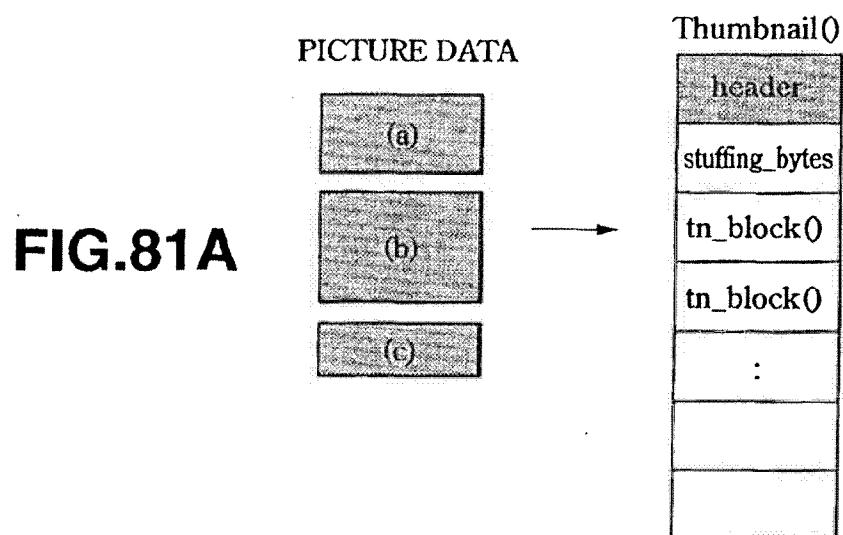 FIG.81A
PICTURE DATA
(a)
(b)
(c)
Thumbnail()
header
stuffing_bytes
tn_block()
tn_block()
: